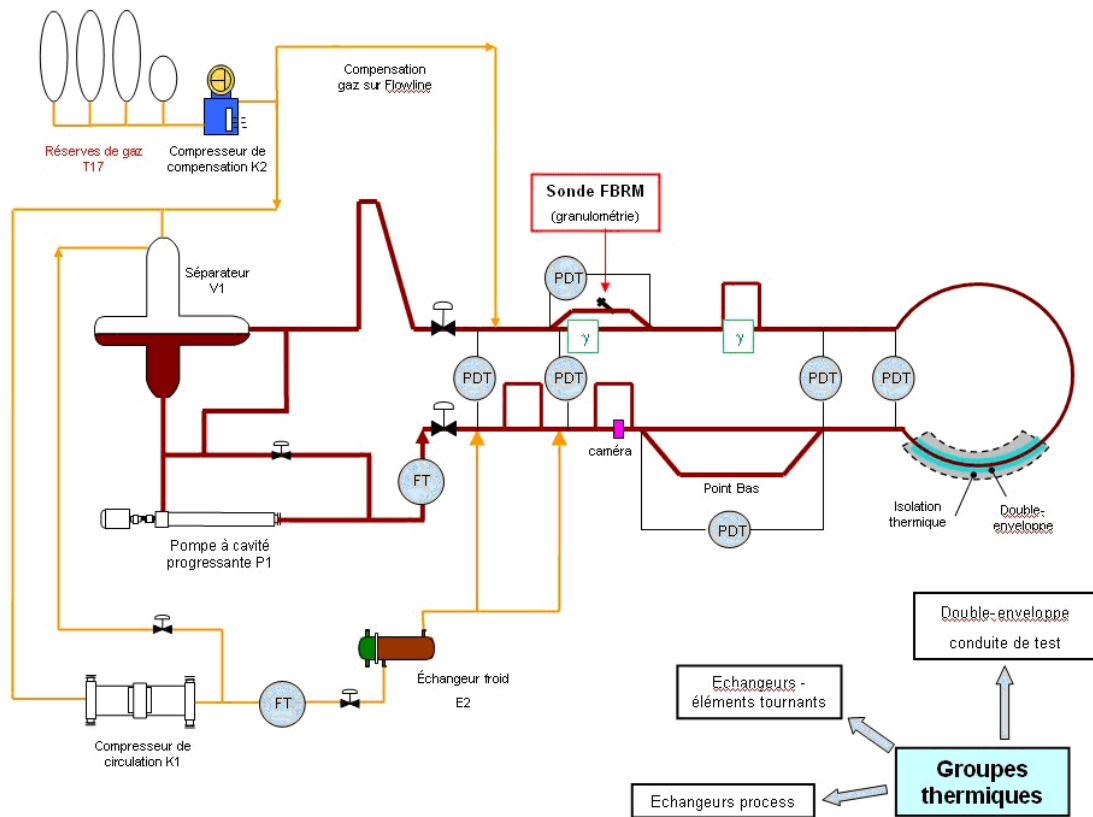 Compensation
gaz sur Flowline
Réserves de gaz
T17
Compresseur de
compensation K2
Sonde FBRM
(granulométrie)
Séparateur
V1
PDT
γ
γ
PDT
PDT
PDT
PDT
caméra
FT
Point Bas
Isolation
thermique
Double-
enveloppe
PDT
Pompe à cavité
progressante P1
Double-enveloppe
conduite de test
Échangeur froid
E2
Echangeurs -
éléments tournants
FT
Compresseur de
circulation K1
Groupes
thermiques
Echangeurs process